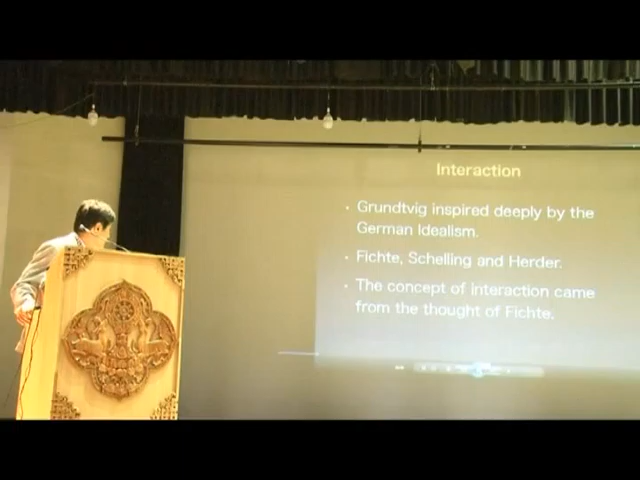 Interaction
• Grundtvig inspired deeply by the
German Idealism.
• Fichte, Schelling and Herder.
• The concept of interaction came
from the thought of Fichte.